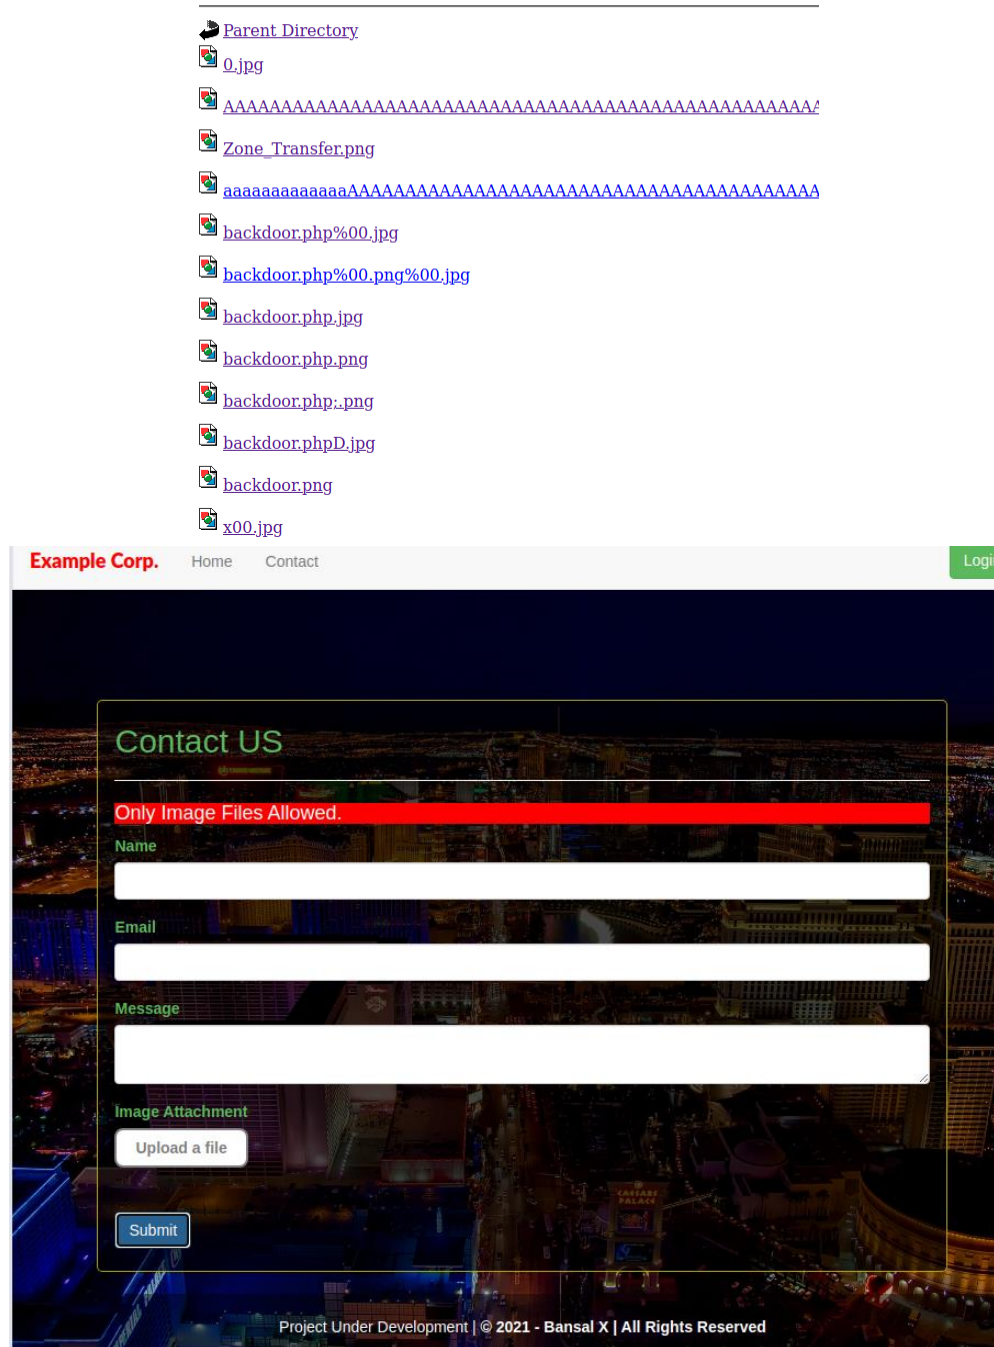 Parent Directory
0.jpg
AAAAAAAAAAAAAAAAAAAAAAAAAAAAAAAAAAAAAAAAAAAAAAAAAAAA
Zone_Transfer.png
aaaaaaaaaaaaaAAAAAAAAAAAAAAAAAAAAAAAAAAAAAAAAAAAAAAAAAA
backdoor.php%00.jpg
backdoor.php%00.png%00.jpg
backdoor.php.jpg
backdoor.php.png
backdoor.php;.png
backdoor.phpD.jpg
backdoor.png
x00.jpg
Example Corp. Home Contact Logi
Contact US
Only Image Files Allowed.
Name
Email
Message
Image Attachment
Upload a file
Submit
Project Under Development | © 2021 - Bansal X | All Rights Reserved